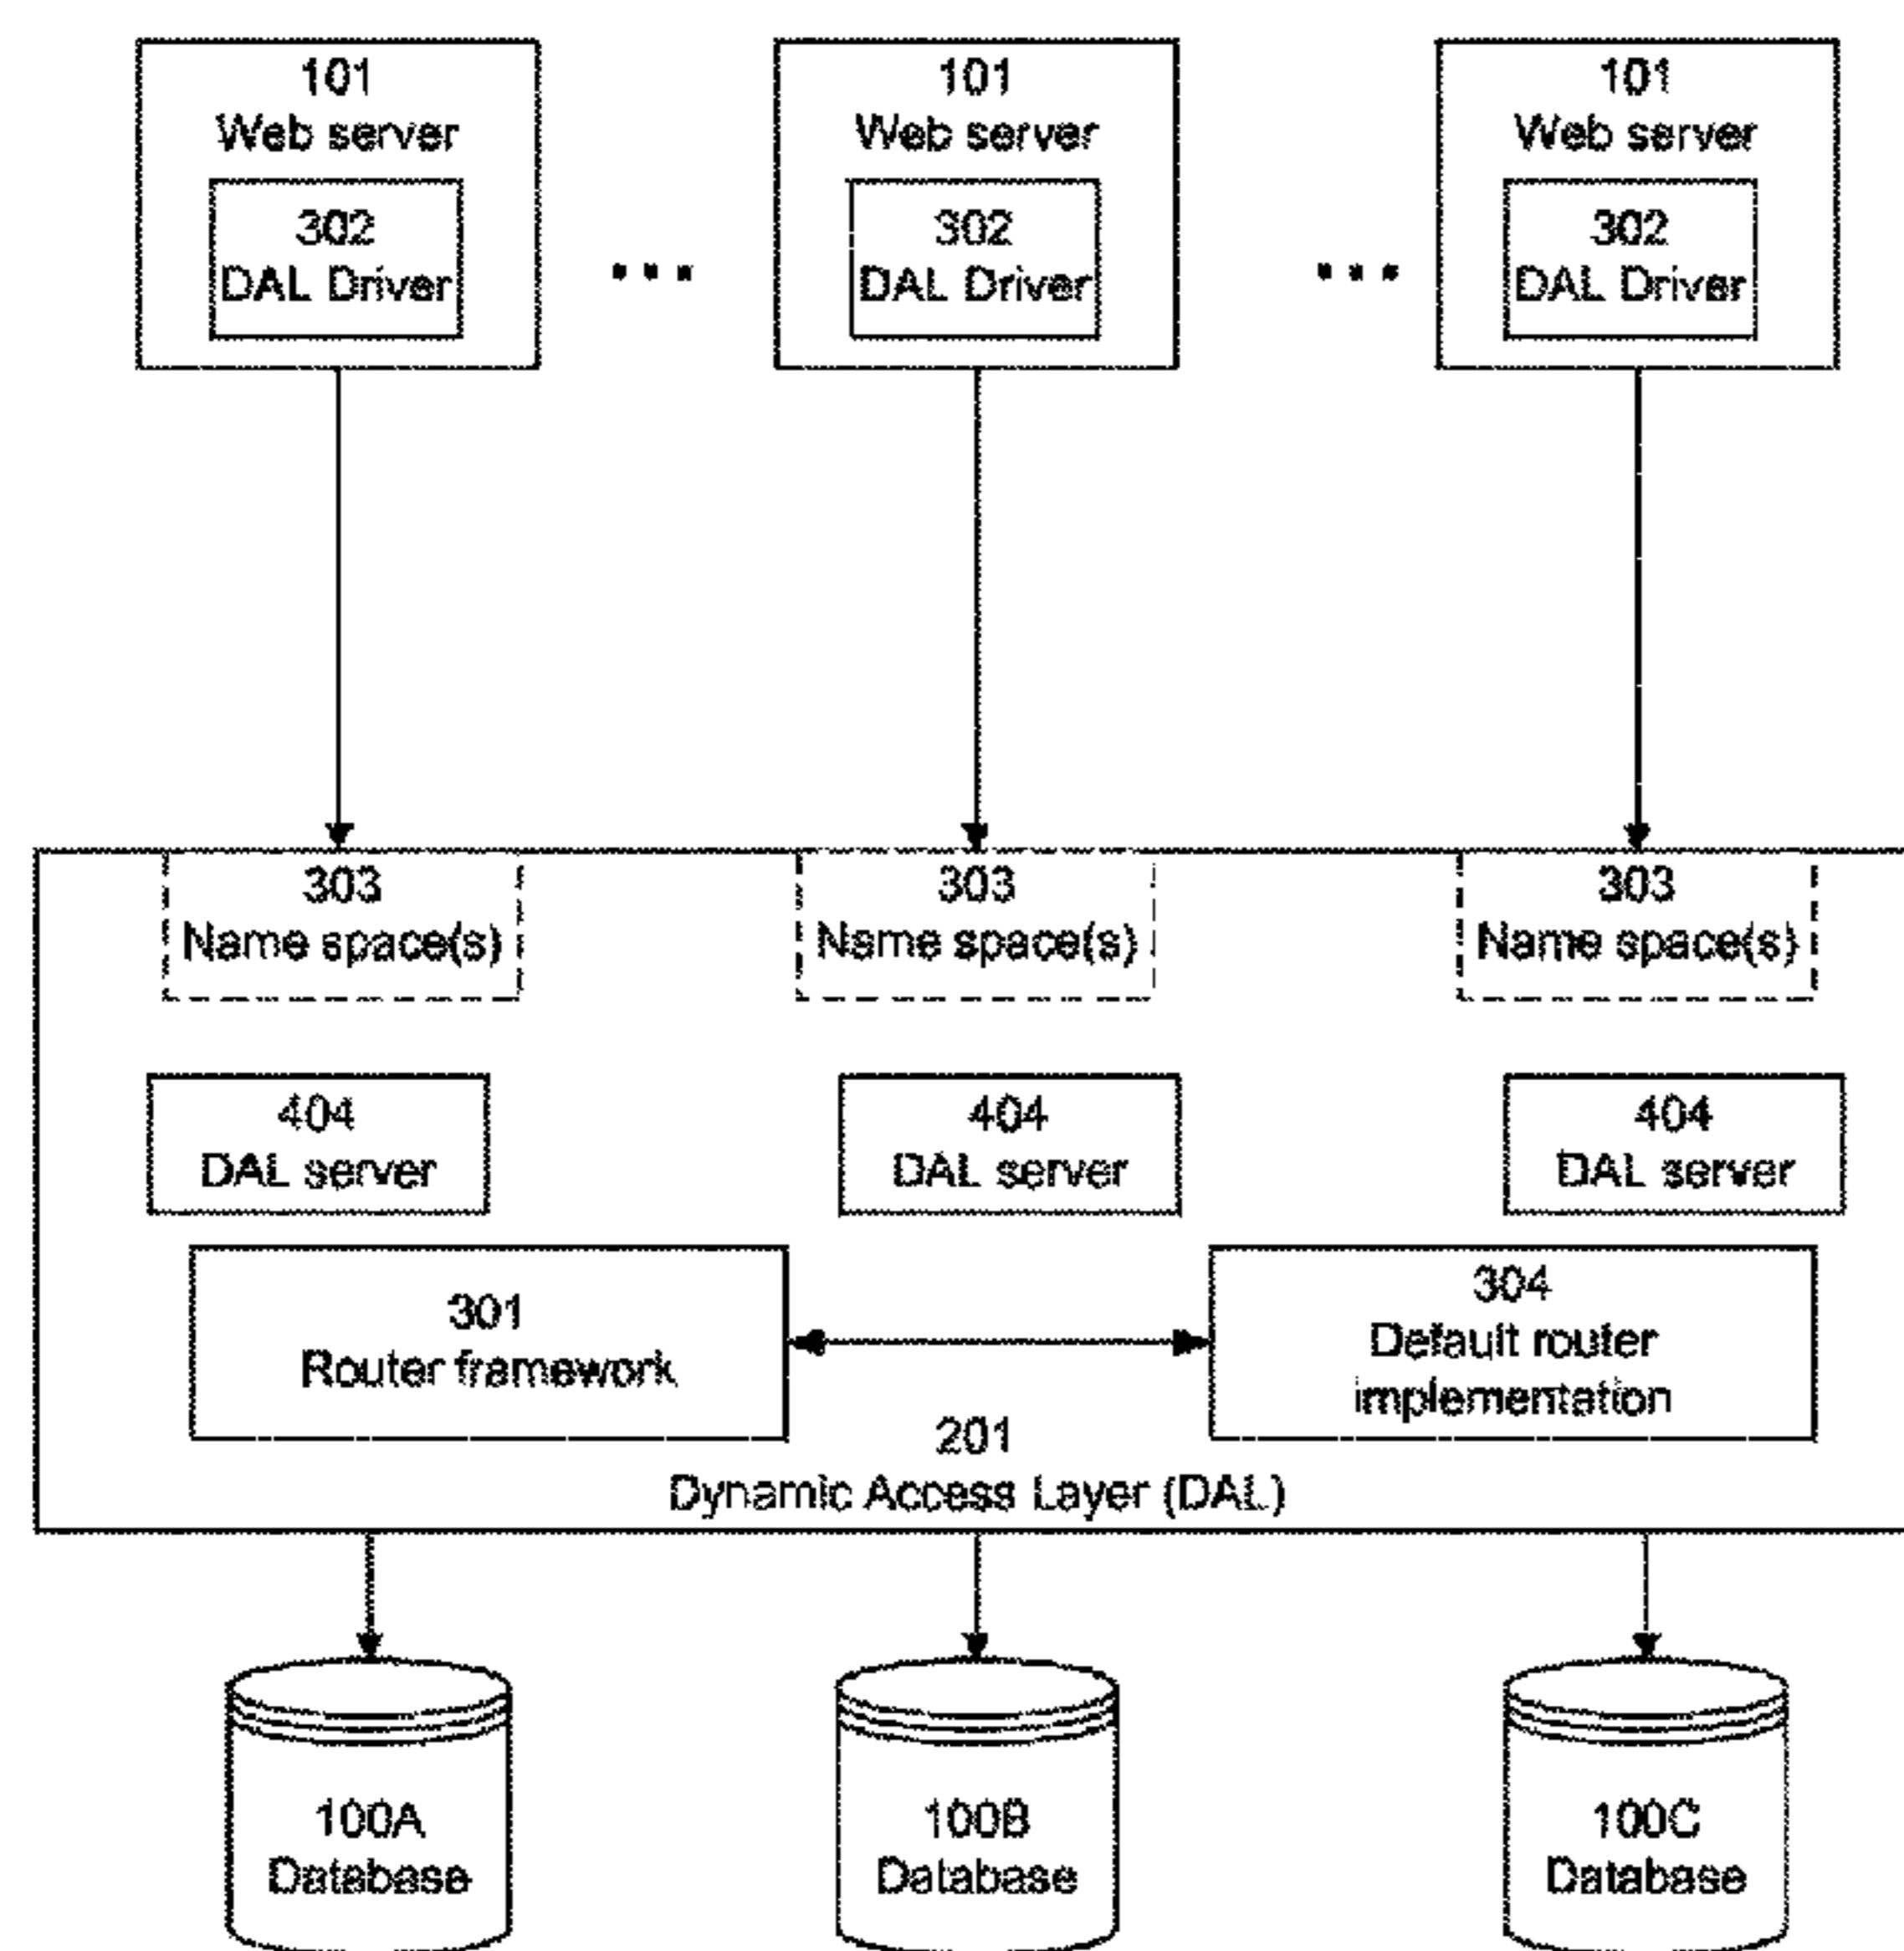 101
Web server
302
DAL Driver
...
101
Web server
302
DAL Driver
...
101
Web server
302
DAL Driver
303
Name space(s)
303
Name space(s)
303
Name space(s)
404
DAL server
404
DAL server
404
DAL server
301
Router framework
304
Default router
implementation
201
Dynamic Access Layer (DAL)
100A
Database
100B
Database
100C
Database